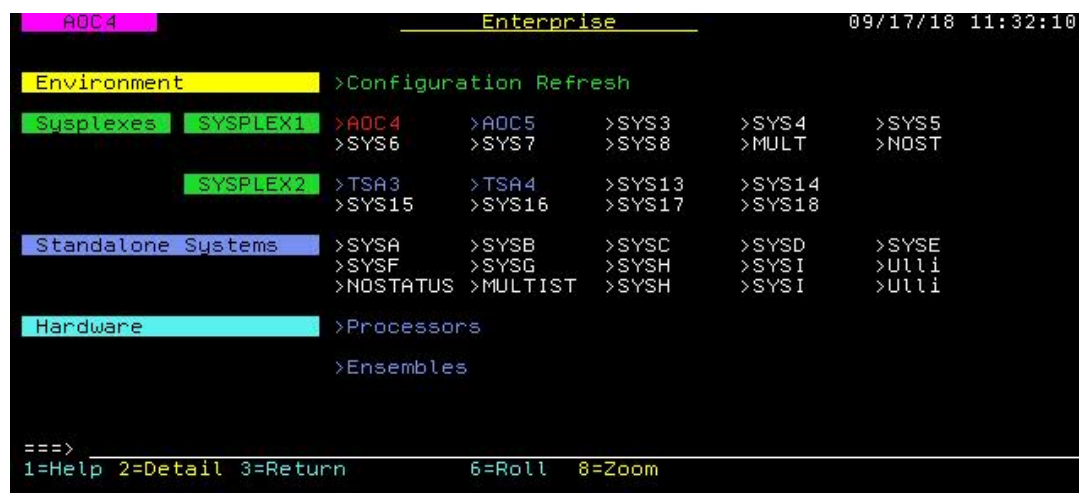 AOC4 Enterprise 09/17/18 11:32:10
Environment >Configuration Refresh
Sysplexes SYSPLEX1 >AOC4 >AOC5 >SYS3 >SYS4 >SYS5
>SYS6 >SYS7 >SYS8 >MULT >NOST
SYSPLEX2 >TSA3 >TSA4 >SYS13 >SYS14
>SYS15 >SYS16 >SYS17 >SYS18
Standalone Systems >SYSA >SYSB >SYSC >SYSD >SYSE
>SYSF >SYSG >SYSH >SYSI >Ulli
>NOSTATUS >MULTIST >SYSH >SYSI >Ulli
Hardware >Processors
>Ensembles
===>
1=Help 2=Detail 3=Return 6=Roll 8=Zoom